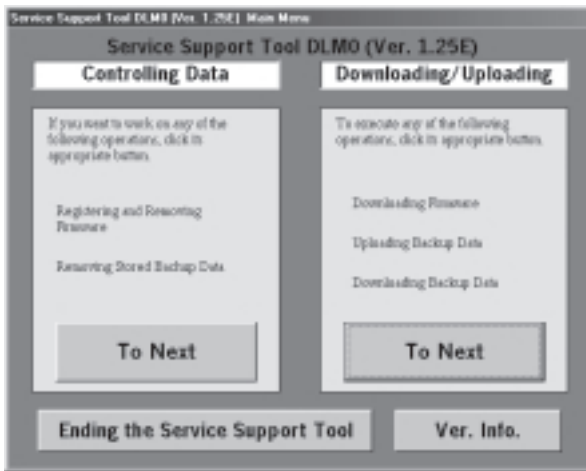 Service Support Tool DLM0 (Ver. 1.25E) Main Menu
Service Support Tool DLM0 (Ver. 1.25E)
Controlling Data
If you want to work on any of the
following operations, click its
appropriate button.
Registering and Removing
Firmware
Removing Stored Backup Data
To Next
Downloading/Uploading
To execute any of the following
operations, click its appropriate button.
Downloading Firmware
Uploading Backup Data
Downloading Backup Data
To Next
Ending the Service Support Tool
Ver. Info.